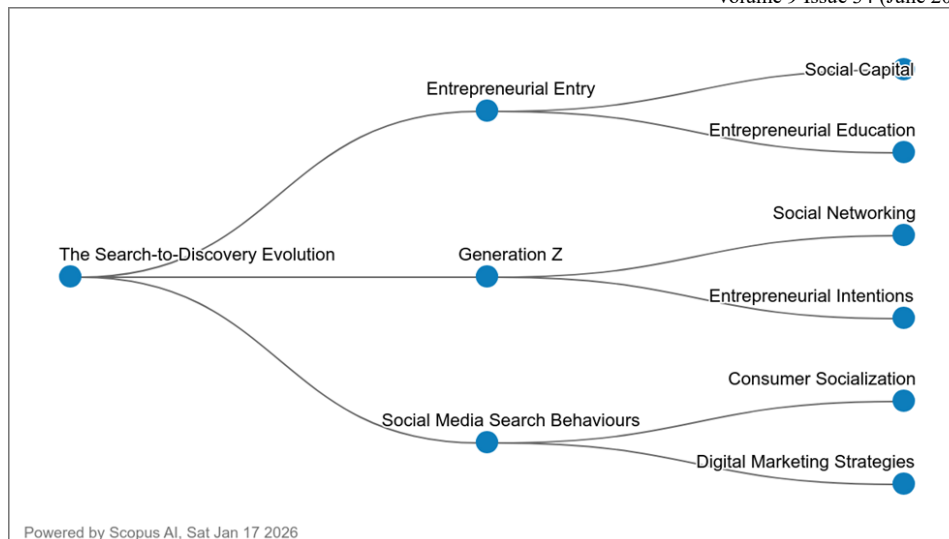 Social Capital
Entrepreneurial Entry
Entrepreneurial Education
Social Networking
The Search-to-Discovery Evolution
Generation Z
Entrepreneurial Intentions
Consumer Socialization
Social Media Search Behaviours
Digital Marketing Strategies
Powered by Scopus AI, Sat Jan 17 2026